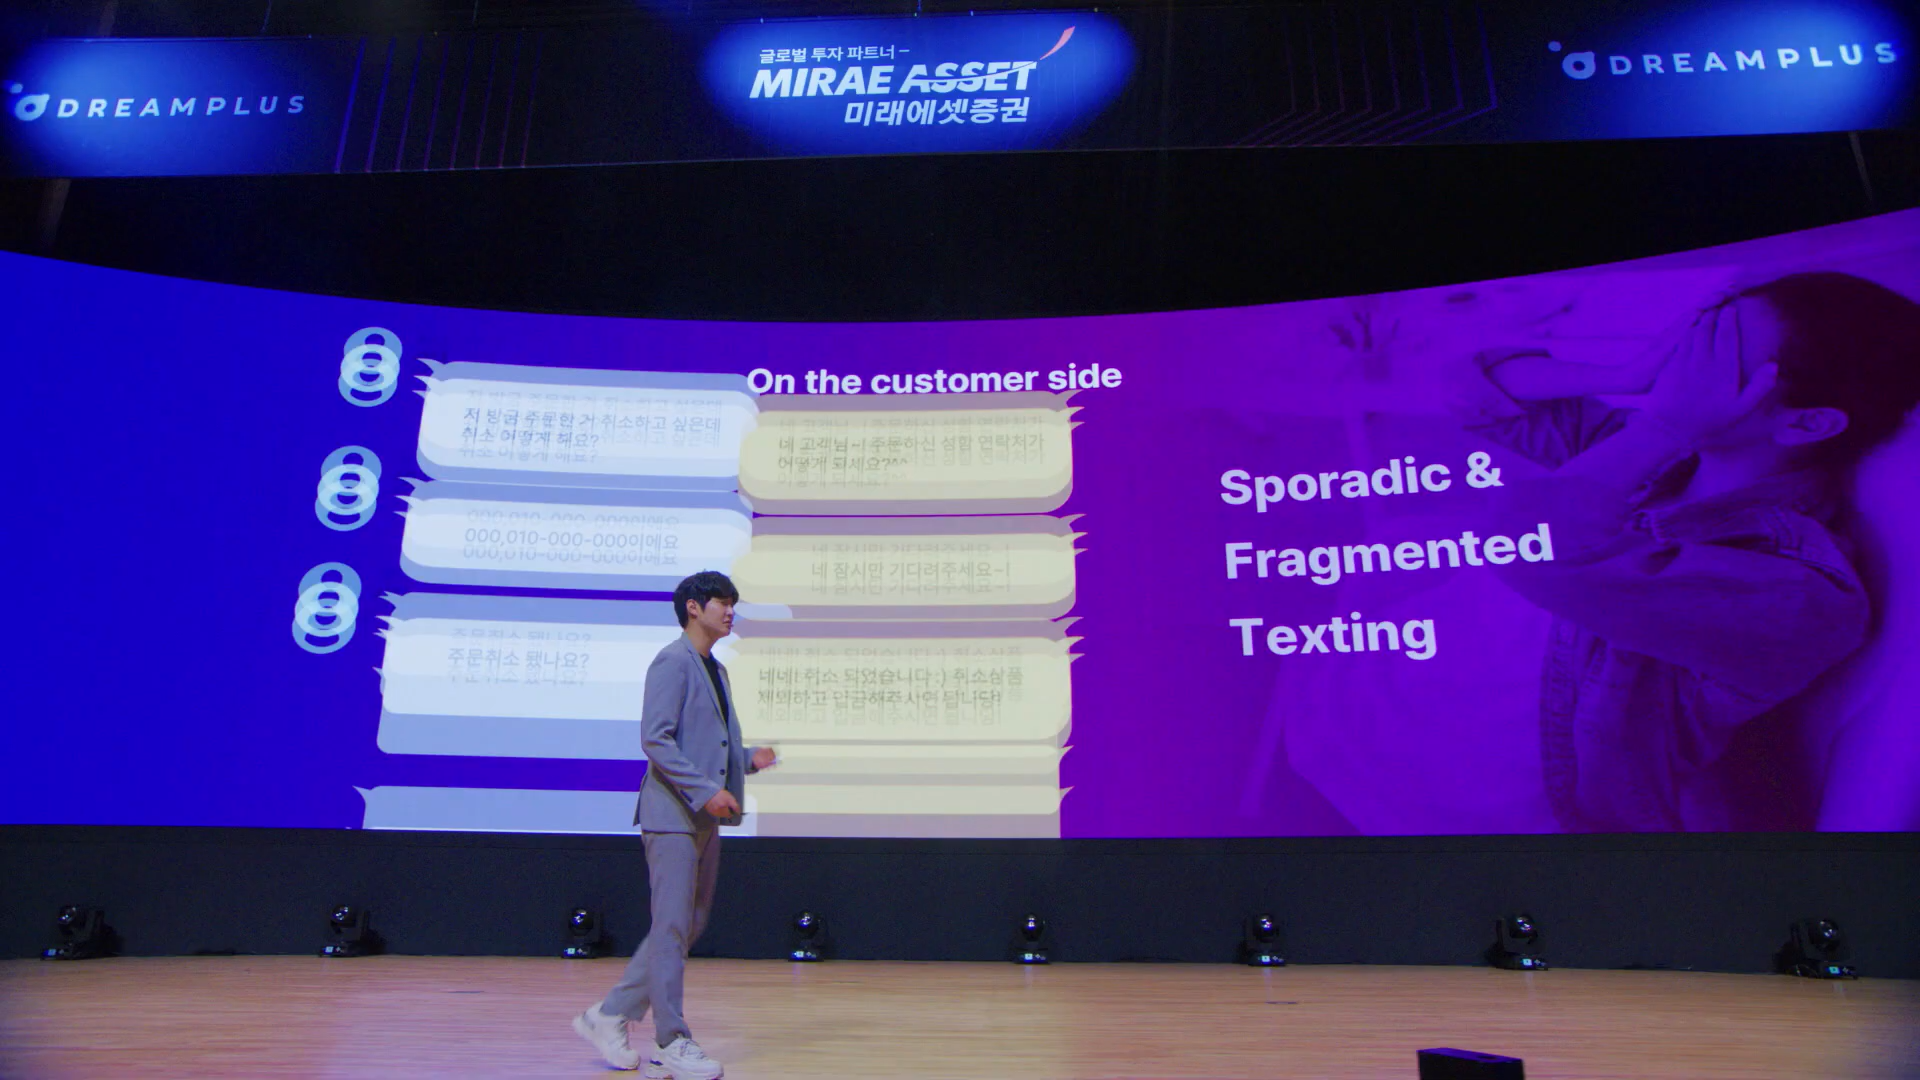 DREAMPLUS
글로벌 투자 파트너 –
MIRAE ASSET
미래에셋증권
DREAMPLUS
On the customer side
저 방금 주문한 거 취소하고 싶은데
취소 어떻게 해요?
네 고객님~! 주문하신 성함 연락처가
어떻게 되세요?^^
000,010-000-000이에요
네 잠시만 기다려주세요~!
주문취소 됐나요?
네네! 취소 되었습니다 :) 취소상품
제외하고 입금해주시면 됩니당!
Sporadic &
Fragmented
Texting